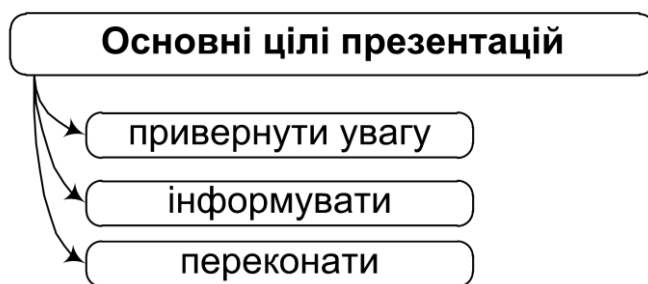 Основні цілі презентацій
привернути увагу
інформувати
переконати